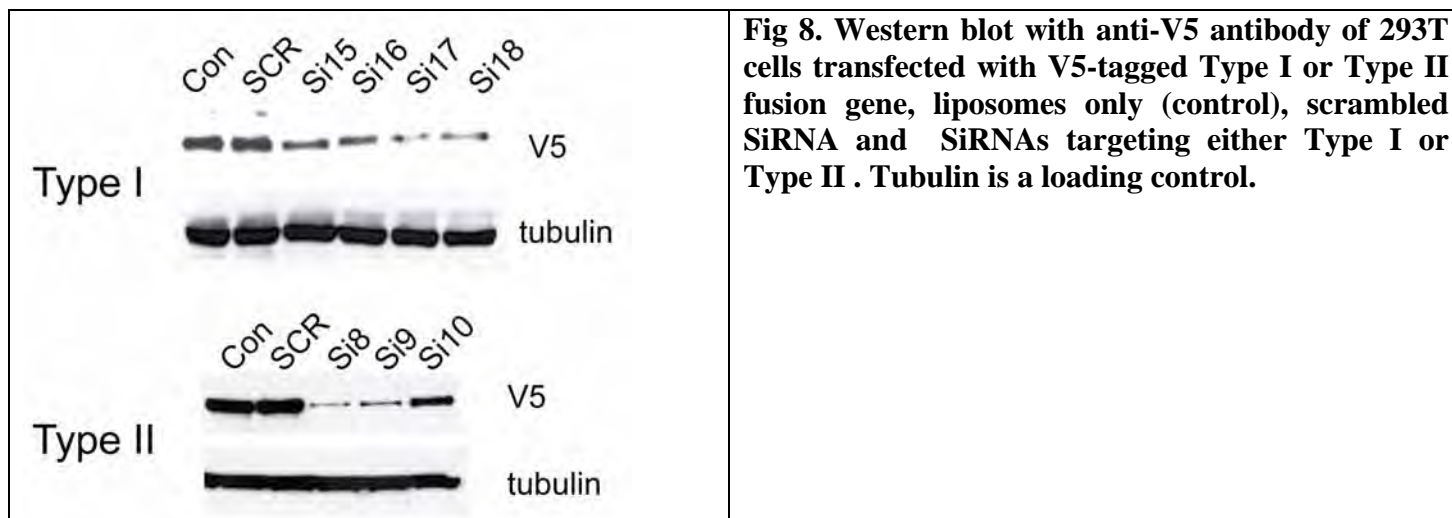 Con SCR Si15 Si16 Si17 Si18
V5
Type I
tubulin
Con SCR Si8 Si9 Si10
V5
Type II
tubulin
Fig 8. Western blot with anti-V5 antibody of 293T
cells transfected with V5-tagged Type I or Type II
fusion gene, liposomes only (control), scrambled
SiRNA and SiRNAs targeting either Type I or
Type II . Tubulin is a loading control.